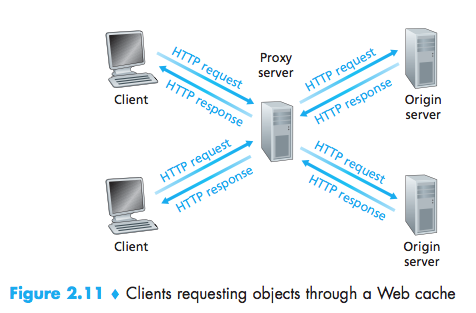 Proxy
server
HTTP request
HTTP response
Client
HTTP request
HTTP response
Origin
server
HTTP request
HTTP response
Client
HTTP request
HTTP response
Origin
server
Figure 2.11 ♦ Clients requesting objects through a Web cache